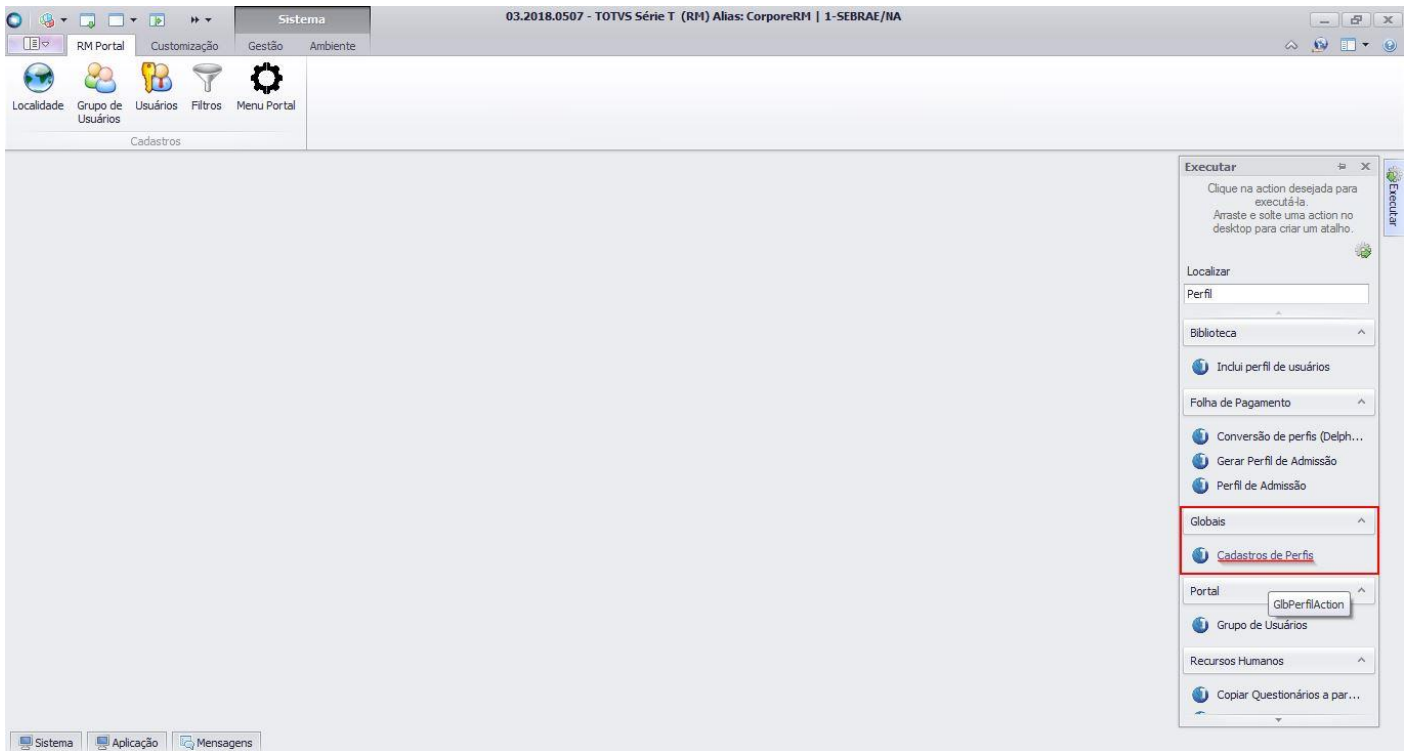 Sistema
03.2018.0507 - TOTVS Série T (RM) Alias: CorporeRM | 1-SEBRAE/NA
RM Portal
Customização
Gestão
Ambiente
Localidade
Grupo de
Usuários
Usuários
Filtros
Menu Portal
Cadastros
Executar
Clique na action desejada para
executá-la.
Arraste e solte uma action no
desktop para criar um atalho.
Executar
Localizar
Perfil
Biblioteca
Inclui perfil de usuários
Folha de Pagamento
Conversão de perfis (Delph...
Gerar Perfil de Admissão
Perfil de Admissão
Globais
Cadastros de Perfis
Portal
GlbPerfilAction
Grupo de Usuários
Recursos Humanos
Copiar Questionários a par...
Sistema
Aplicação
Mensagens